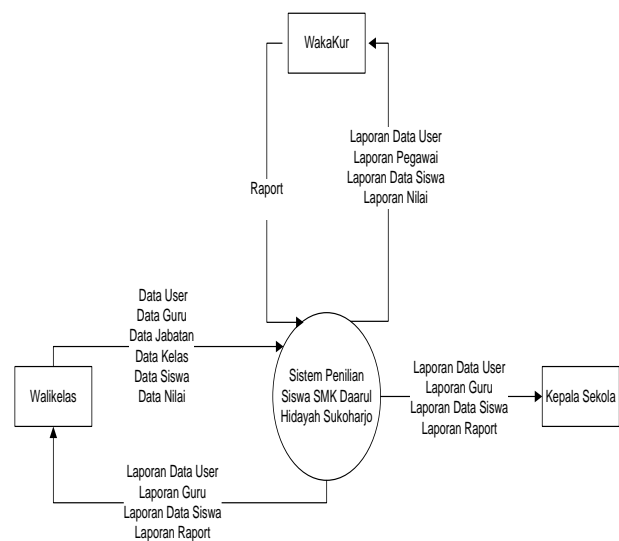 WakaKur
Laporan Data User
Laporan Pegawai
Laporan Data Siswa
Laporan Nilai
Raport
Data User
Data Guru
Data Jabatan
Data Kelas
Data Siswa
Data Nilai
Walikelas
Sistem Penilian
Siswa SMK Daarul
Hidayah Sukoharjo
Laporan Data User
Laporan Guru
Laporan Data Siswa
Laporan Raport
Kepala Sekola
Laporan Data User
Laporan Guru
Laporan Data Siswa
Laporan Raport